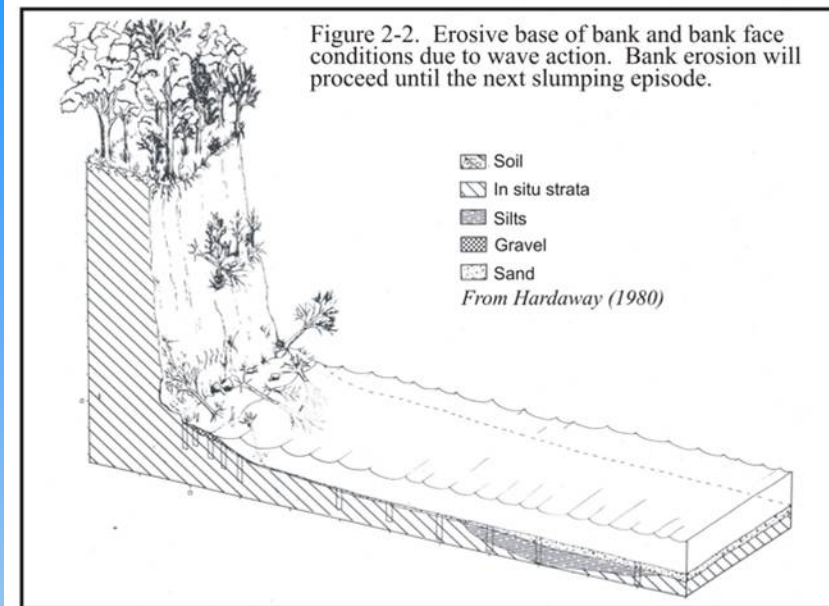 Figure 2-2. Erosive base of bank and bank face
conditions due to wave action. Bank erosion will
proceed until the next slumping episode.
Soil
In situ strata
Silts
Gravel
Sand
From Hardaway (1980)